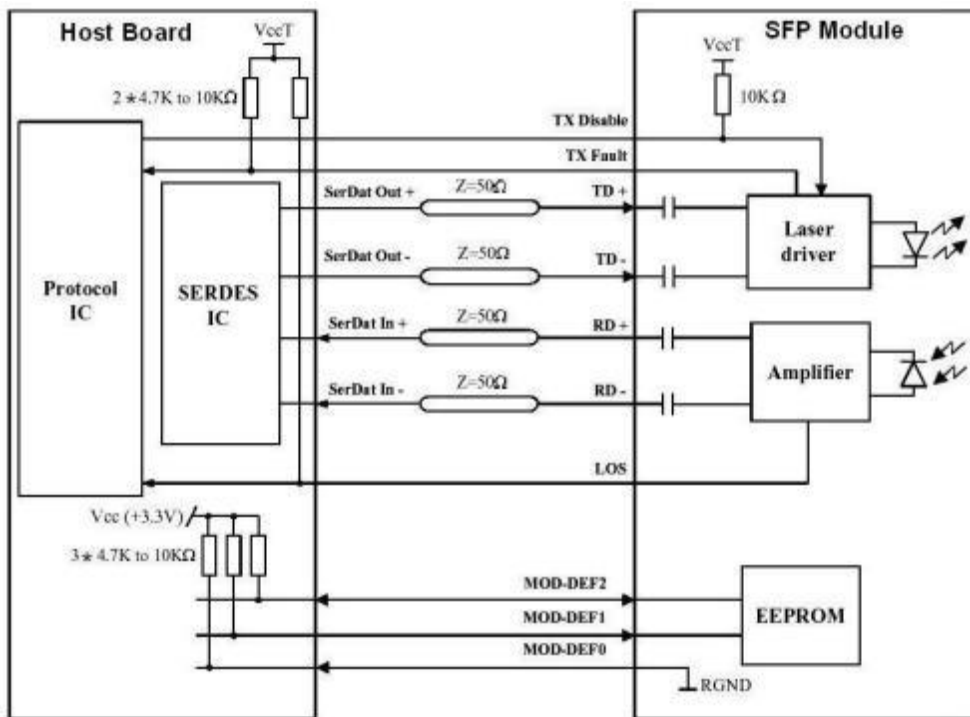 Host Board
SFP Module
VccT
VccT
2*4.7K to 10KΩ
10KΩ
TX Disable
TX Fault
SerDat Out +
Z=50Ω
TD +
SerDat Out -
Z=50Ω
TD -
Laser
driver
Protocol
IC
SERDES
IC
SerDat In +
Z=50Ω
RD +
SerDat In -
Z=50Ω
RD -
Amplifier
LOS
Vcc (+3.3V)
3*4.7K to 10KΩ
MOD-DEF2
MOD-DEF1
MOD-DEF0
EEPROM
RGND